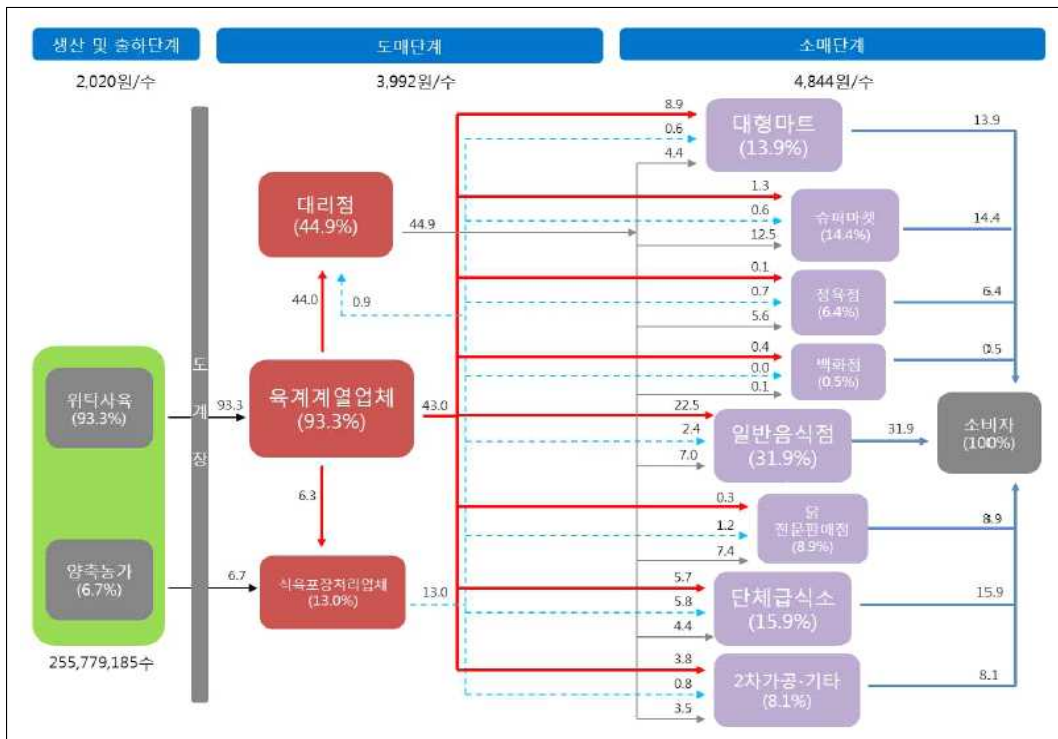 생산 및 출하단계
도매단계
소매단계
2,020원/수
3,992원/수
4,844원/수
8.9
0.6
4.4
대형마트
(13.9%)
13.9
대리점
(44.9%)
44.9
1.3
0.6
12.5
슈퍼마켓
(14.4%)
14.4
44.0
0.9
0.1
0.7
5.6
정육점
(6.4%)
6.4
도
계
장
위탁사육
(93.3%)
93.3
육계계열업체
(93.3%)
43.0
0.4
0.0
0.1
백화점
(0.5%)
0.5
22.5
2.4
7.0
일반음식점
(31.9%)
31.9
소비자
(100%)
6.3
0.3
1.2
7.4
닭
전문판매점
(8.9%)
8.9
양축농가
(6.7%)
6.7
식육포장처리업체
(13.0%)
13.0
5.7
5.8
4.4
단체급식소
(15.9%)
15.9
255,779,185수
3.8
0.8
3.5
2차가공·기타
(8.1%)
8.1